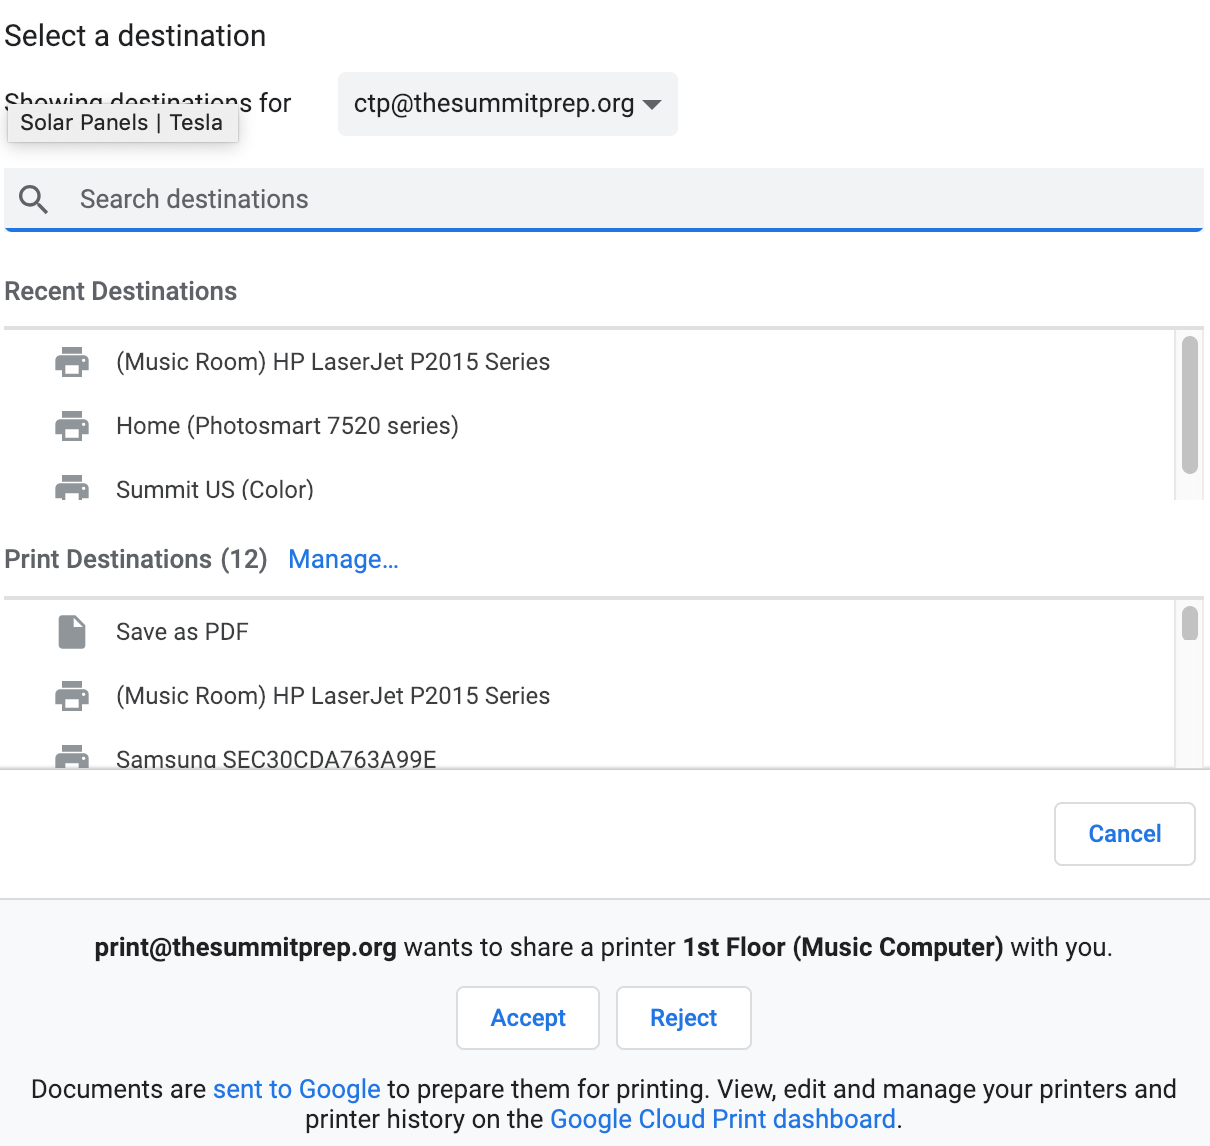 Select a destination
Showing destinations for
ctp@thesummitprep.org
Solar Panels | Tesla
Search destinations
Recent Destinations
(Music Room) HP LaserJet P2015 Series
Home (Photosmart 7520 series)
Summit US (Color)
Print Destinations (12) Manage...
Save as PDF
(Music Room) HP LaserJet P2015 Series
Samsung SEC30CDA763A99E
Cancel
print@thesummitprep.org wants to share a printer 1st Floor (Music Computer) with you.
Accept Reject
Documents are sent to Google to prepare them for printing. View, edit and manage your printers and
printer history on the Google Cloud Print dashboard.